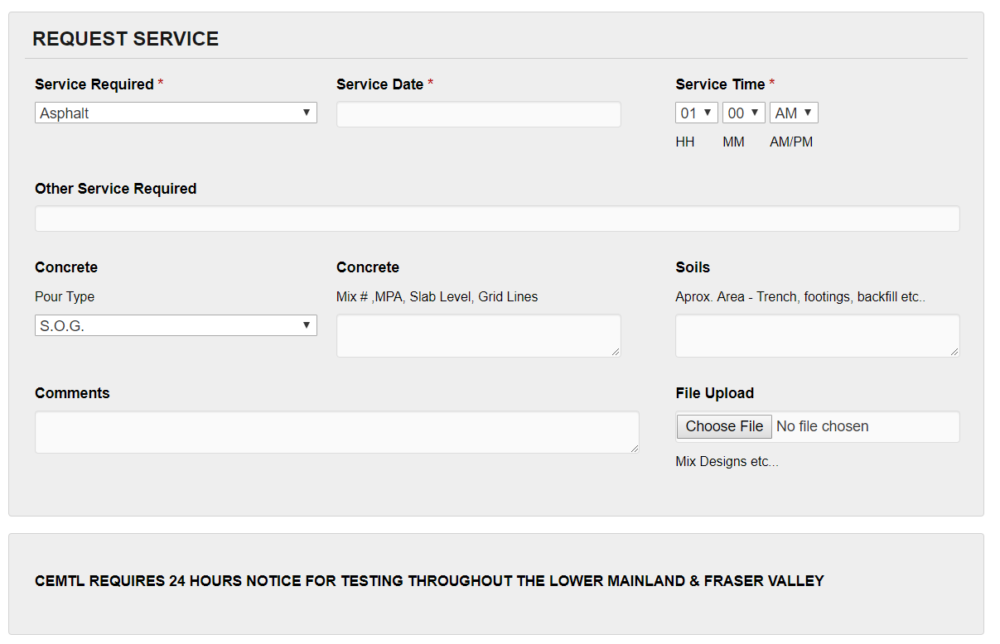 REQUEST SERVICE
Service Required * Service Date * Service Time *
Asphalt 01 00 AM
HH MM AM/PM
Other Service Required
Concrete Concrete Soils
Pour Type Mix # ,MPA, Slab Level, Grid Lines Aprox. Area - Trench, footings, backfill etc..
S.O.G.
Comments File Upload
Choose File No file chosen
Mix Designs etc...
CEMTL REQUIRES 24 HOURS NOTICE FOR TESTING THROUGHOUT THE LOWER MAINLAND & FRASER VALLEY